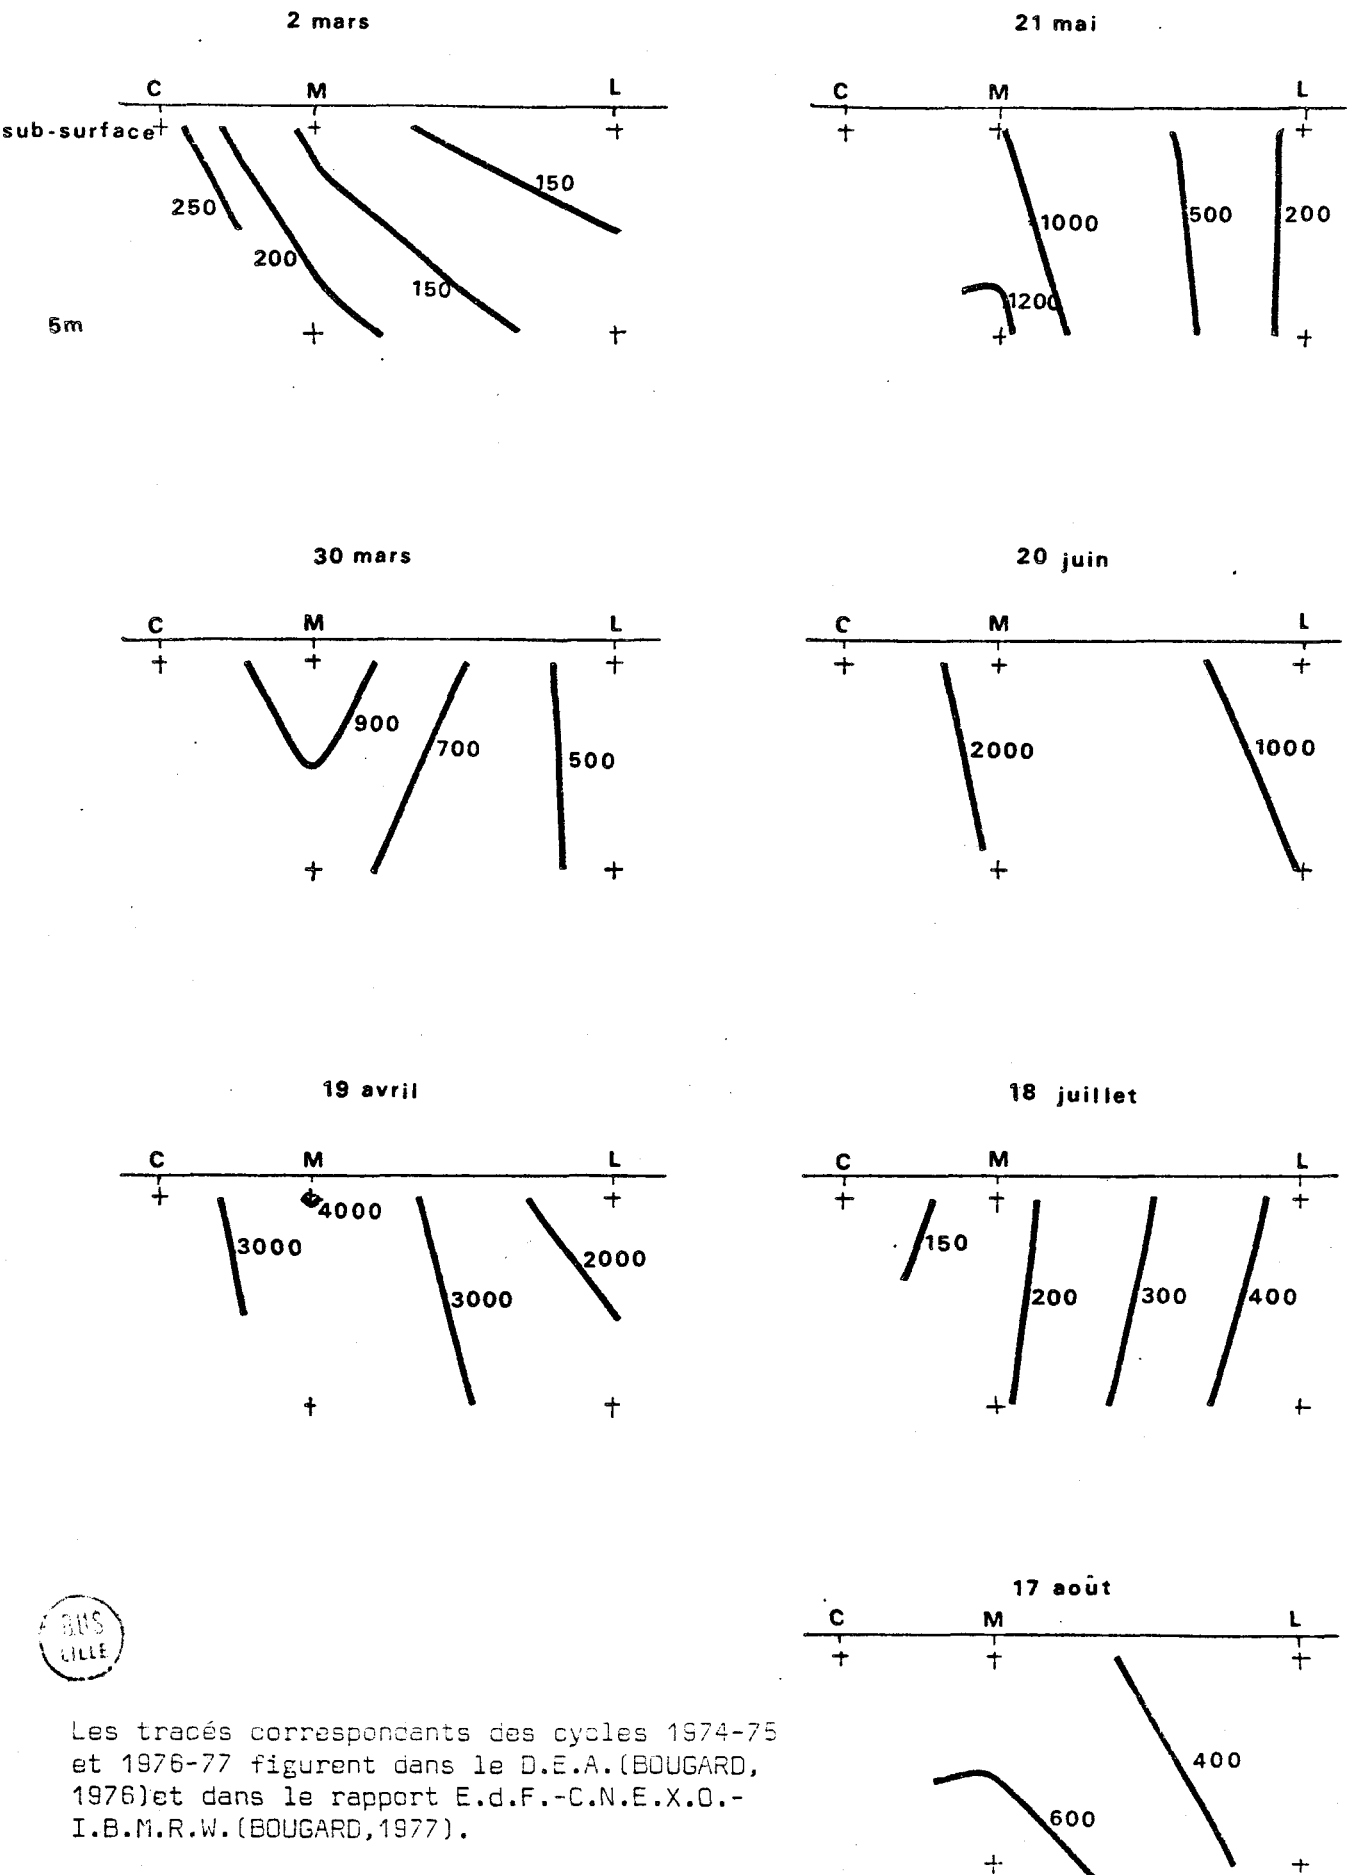 2 mars
C M L
sub-surface
250
200
150
150
5m
21 mai
C M L
1000
500
200
1200
30 mars
C M L
900
700
500
20 juin
C M L
2000
1000
19 avril
C M L
4000
3000
3000
2000
18 juillet
C M L
150
200
300
400
17 août
C M L
400
600
BUS
LILLE
Les tracés correspondants des cycles 1974-75
et 1976-77 figurent dans le D.E.A.(BOUGARD,
1976)et dans le rapport E.d.F.-C.N.E.X.O.-
I.B.M.R.W.(BOUGARD,1977).